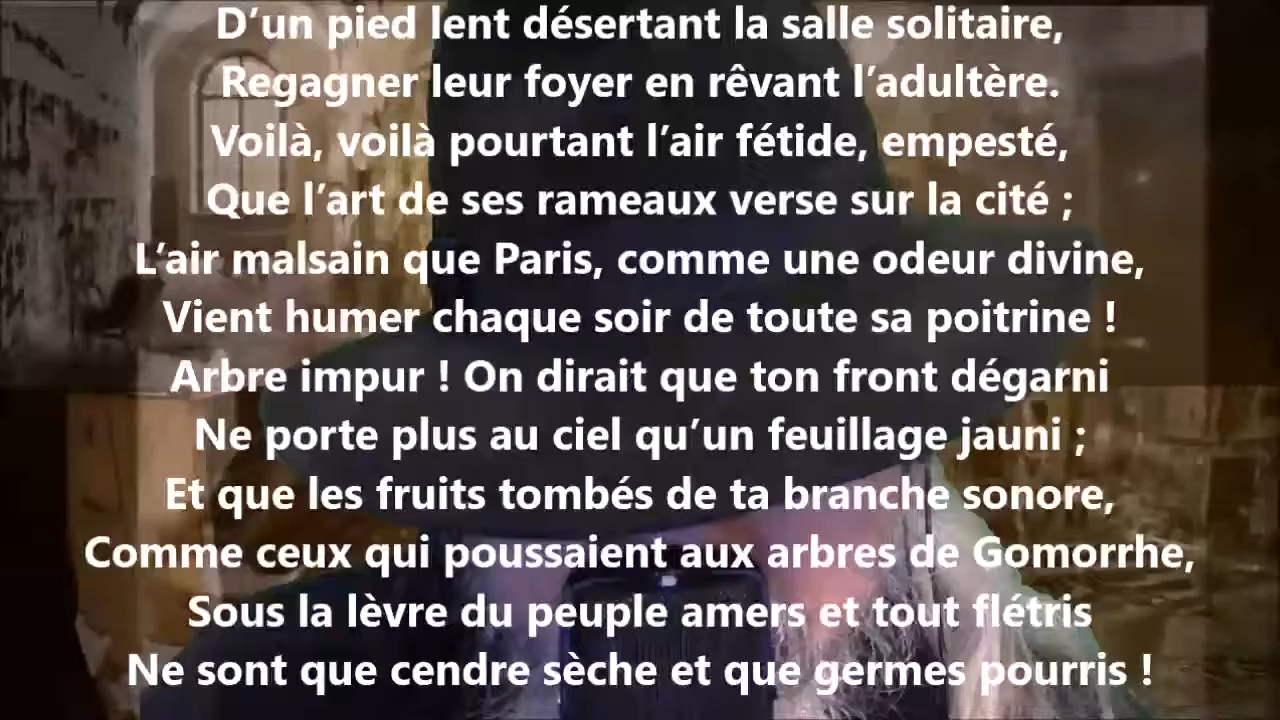 D’un pied lent désertant la salle solitaire,
Regagner leur foyer en rêvant l’adultère.
Voilà, voilà pourtant l’air fétide, empesté,
Que l’art de ses rameaux verse sur la cité ;
L’air malsain que Paris, comme une odeur divine,
Vient humer chaque soir de toute sa poitrine !
Arbre impur ! On dirait que ton front dégarni
Ne porte plus au ciel qu’un feuillage jauni ;
Et que les fruits tombés de ta branche sonore,
Comme ceux qui poussaient aux arbres de Gomorrhe,
Sous la lèvre du peuple amers et tout flétris
Ne sont que cendre sèche et que germes pourris !